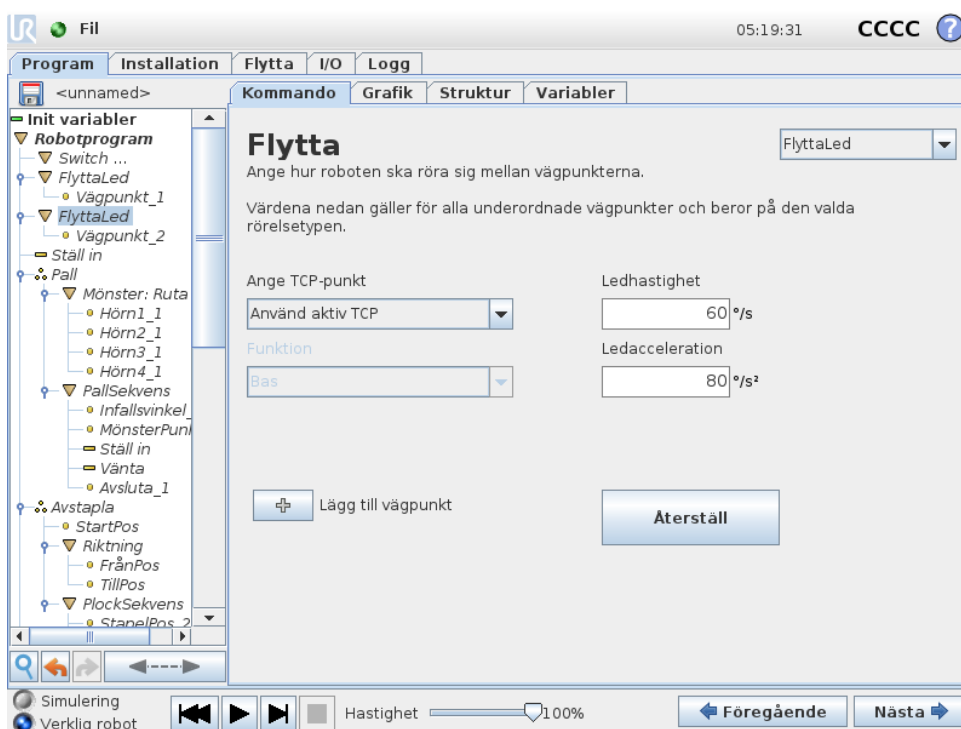 UR Fil 05:19:31 CCCC ?
Program Installation Flytta I/O Logg
<unnamed> Kommando Grafik Struktur Variabler
Init variabler
Robotprogram
Switch ...
FlyttaLed
Vägpunkt_1
FlyttaLed
Vägpunkt_2
Ställ in
Pall
Mönster: Ruta
Hörn1_1
Hörn2_1
Hörn3_1
Hörn4_1
PallSekvens
Infallsvinkel_
MönsterPun
Ställ in
Vänta
Avsluta_1
Avstapla
StartPos
Riktning
FrånPos
TillPos
PlockSekvens
StapelPos_2
Flytta FlyttaLed
Ange hur roboten ska röra sig mellan vägpunkterna.
Värdena nedan gäller för alla underordnade vägpunkter och beror på den valda
rörelsetypen.
Ange TCP-punkt Ledhastighet
Använd aktiv TCP 60 °/s
Funktion Ledacceleration
Bas 80 °/s²
Lägg till vägpunkt Återställ
Simulering
Verklig robot
Hastighet 100% Föregående Nästa